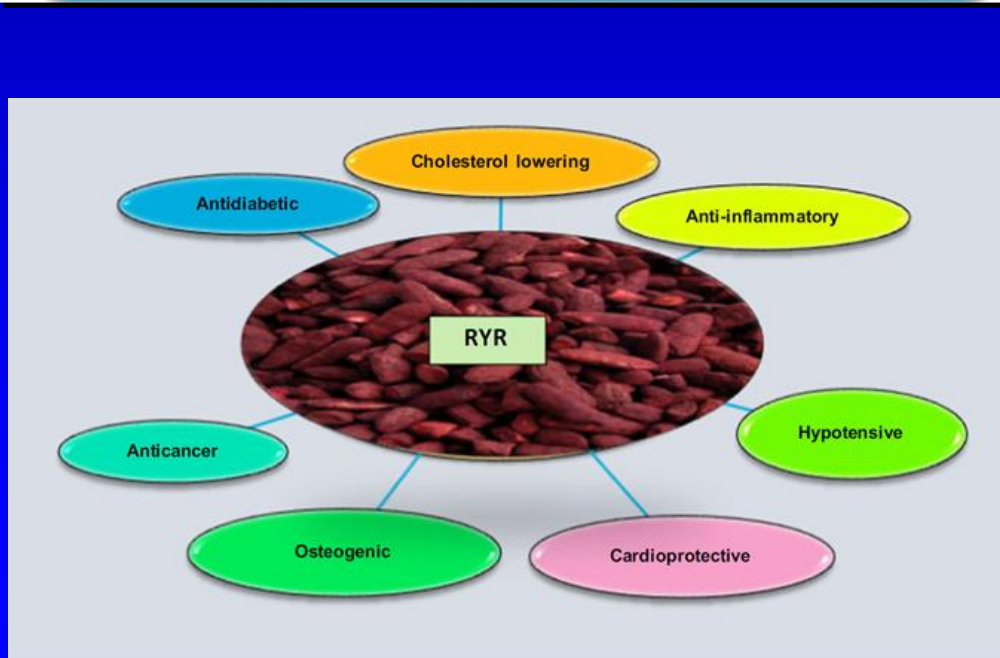 Cholesterol lowering
Antidiabetic
Anti-inflammatory
RYR
Hypotensive
Anticancer
Osteogenic
Cardioprotective